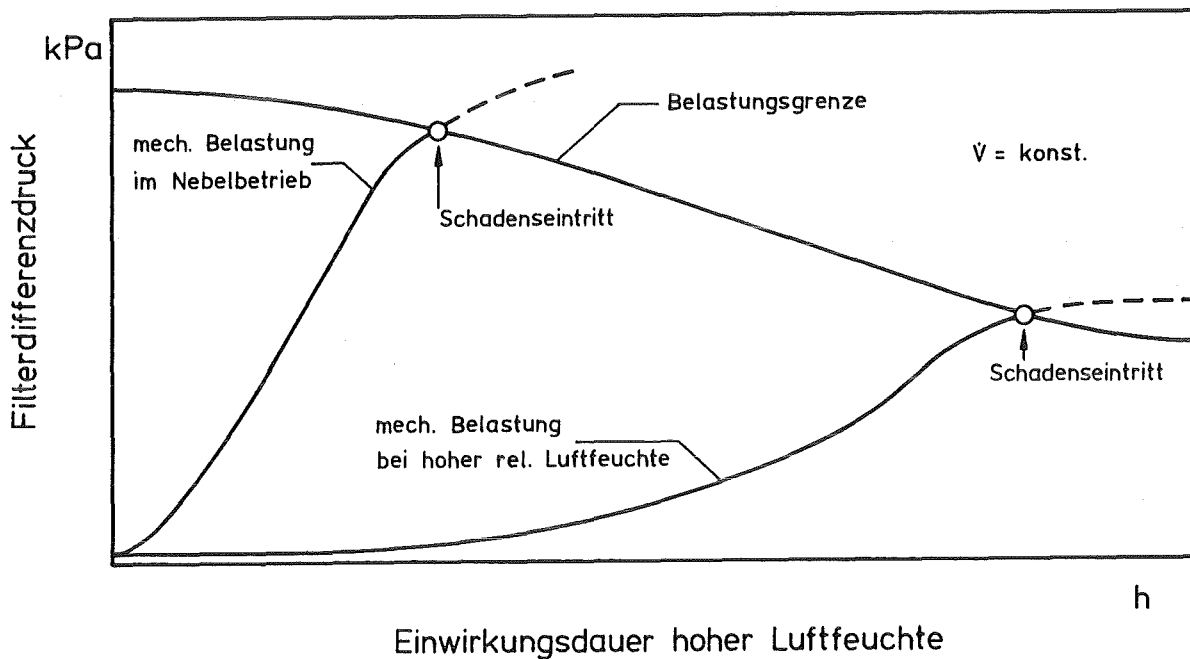 kPa
Belastungsgrenze
mech. Belastung
im Nebelbetrieb
V̇ = konst.
Schadenseintritt
Filterdifferenzdruck
Schadenseintritt
mech. Belastung
bei hoher rel. Luftfeuchte
h
Einwirkungsdauer hoher Luftfeuchte